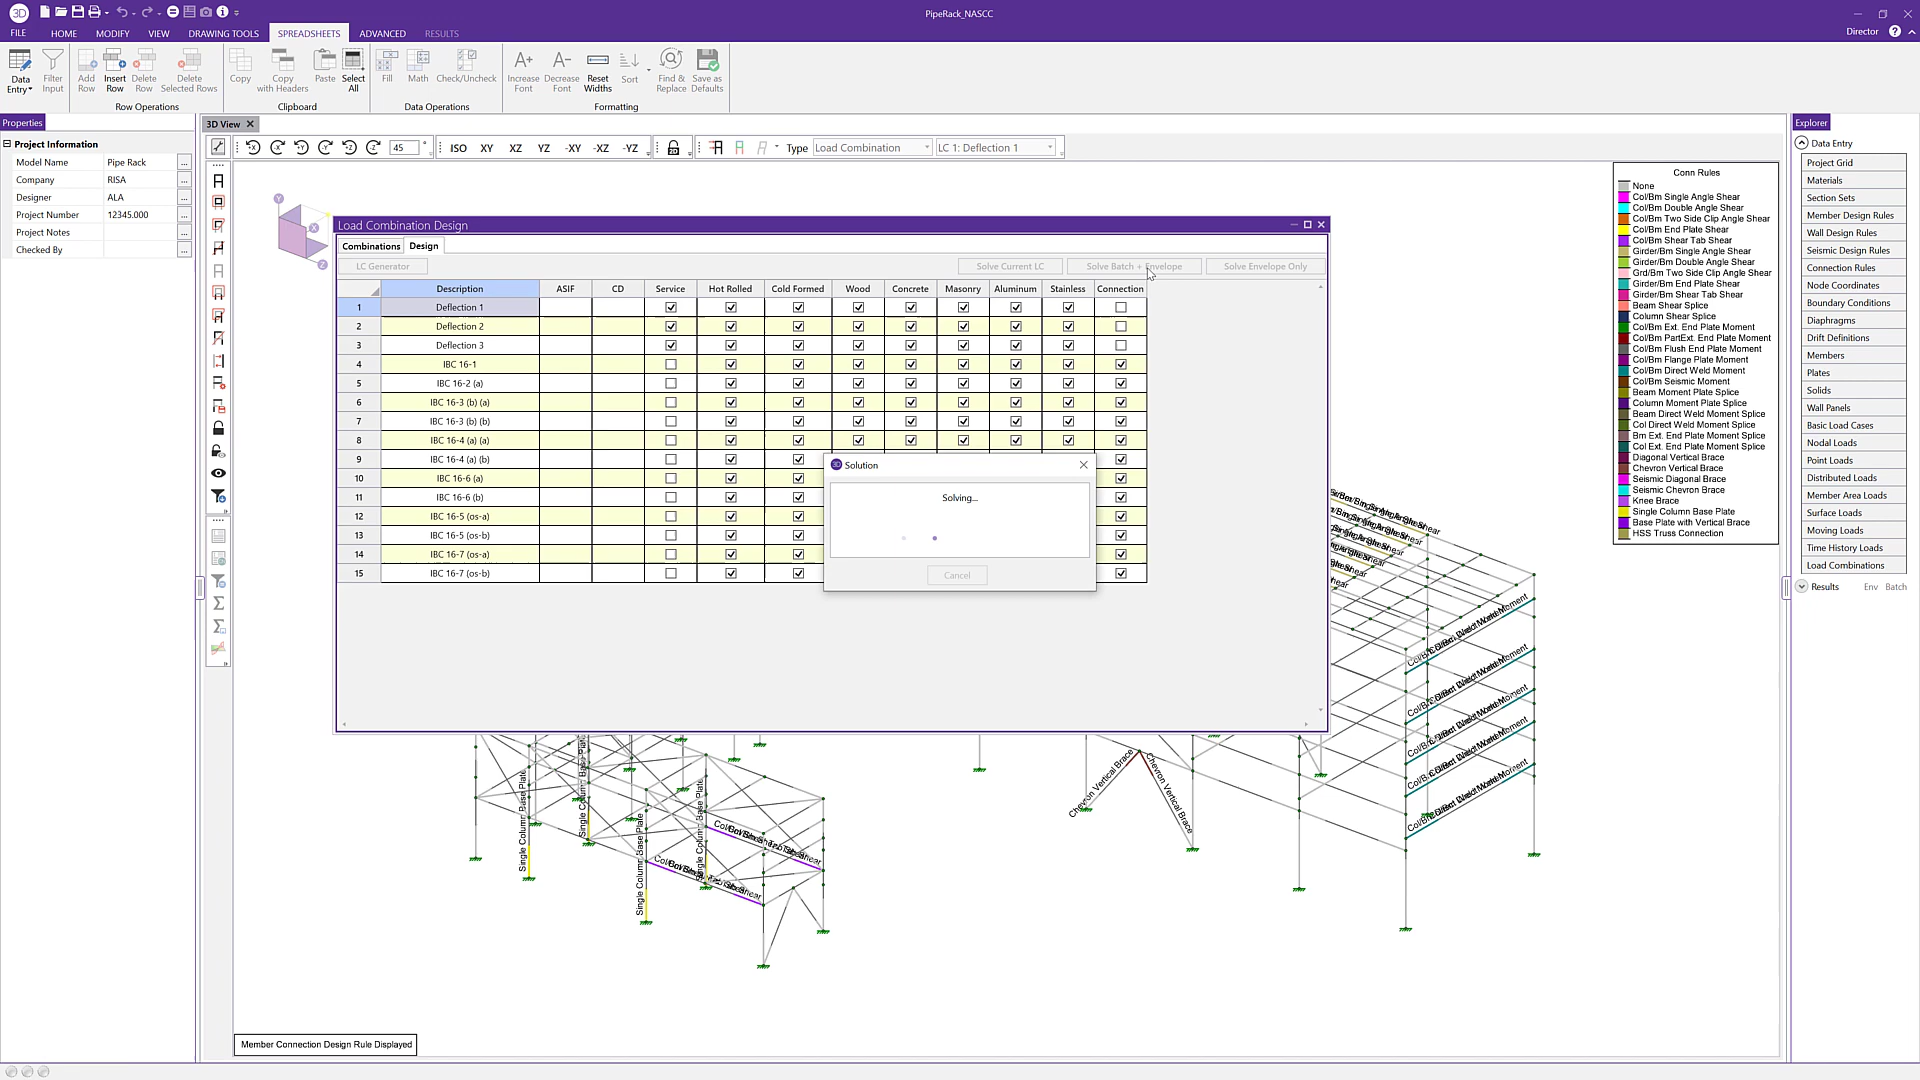 3D
PipeRack_NASCC
FILE HOME MODIFY VIEW DRAWING TOOLS SPREADSHEETS ADVANCED RESULTS
Director
Data Entry
Filter Input
Add Row
Insert Row
Delete Row
Delete Selected Rows
Copy
Copy with Headers
Paste
Select All
Fill
Math
Check/Uncheck
Increase Font
Decrease Font
Reset Widths
Sort
Find & Replace
Save as Defaults
Row Operations
Clipboard
Data Operations
Formatting
Properties
Project Information
Model Name Pipe Rack ...
Company RISA ...
Designer ALA ...
Project Number 12345.000 ...
Project Notes ...
Checked By ...
3D View
45 °
ISO XY XZ YZ -XY -XZ -YZ
Type Load Combination LC 1: Deflection 1
Y
X
Z
Load Combination Design
Combinations Design
LC Generator Solve Current LC Solve Batch + Envelope Solve Envelope Only
Description ASIF CD Service Hot Rolled Cold Formed Wood Concrete Masonry Aluminum Stainless Connection
1 Deflection 1
2 Deflection 2
3 Deflection 3
4 IBC 16-1
5 IBC 16-2 (a)
6 IBC 16-3 (b) (a)
7 IBC 16-3 (b) (b)
8 IBC 16-4 (a) (a)
9 IBC 16-4 (a) (b)
10 IBC 16-6 (a)
11 IBC 16-6 (b)
12 IBC 16-5 (os-a)
13 IBC 16-5 (os-b)
14 IBC 16-7 (os-a)
15 IBC 16-7 (os-b)
3D Solution
Solving...
Cancel
Single Column Base Plate
Single Column Base Plate
Chevron Vertical Brace
Chevron Vertical Brace
Conn Rules
None
Col/Bm Single Angle Shear
Col/Bm Double Angle Shear
Col/Bm Two Side Clip Angle Shear
Col/Bm End Plate Shear
Col/Bm Shear Tab Shear
Girder/Bm Single Angle Shear
Girder/Bm Double Angle Shear
Grd/Bm Two Side Clip Angle Shear
Girder/Bm End Plate Shear
Girder/Bm Shear Tab Shear
Beam Shear Splice
Column Shear Splice
Col/Bm Ext. End Plate Moment
Col/Bm PartExt. End Plate Moment
Col/Bm Flush End Plate Moment
Col/Bm Flange Plate Moment
Col/Bm Direct Weld Moment
Col/Bm Seismic Moment
Beam Moment Plate Splice
Column Moment Plate Splice
Beam Direct Weld Moment Splice
Col Direct Weld Moment Splice
Bm Ext. End Plate Moment Splice
Col Ext. End Plate Moment Splice
Diagonal Vertical Brace
Chevron Vertical Brace
Seismic Diagonal Brace
Seismic Chevron Brace
Knee Brace
Single Column Base Plate
Base Plate with Vertical Brace
HSS Truss Connection
Explorer
Data Entry
Project Grid
Materials
Section Sets
Member Design Rules
Wall Design Rules
Seismic Design Rules
Connection Rules
Node Coordinates
Boundary Conditions
Diaphragms
Drift Definitions
Members
Plates
Solids
Wall Panels
Basic Load Cases
Nodal Loads
Point Loads
Distributed Loads
Member Area Loads
Surface Loads
Moving Loads
Time History Loads
Load Combinations
Results Env Batch
Member Connection Design Rule Displayed